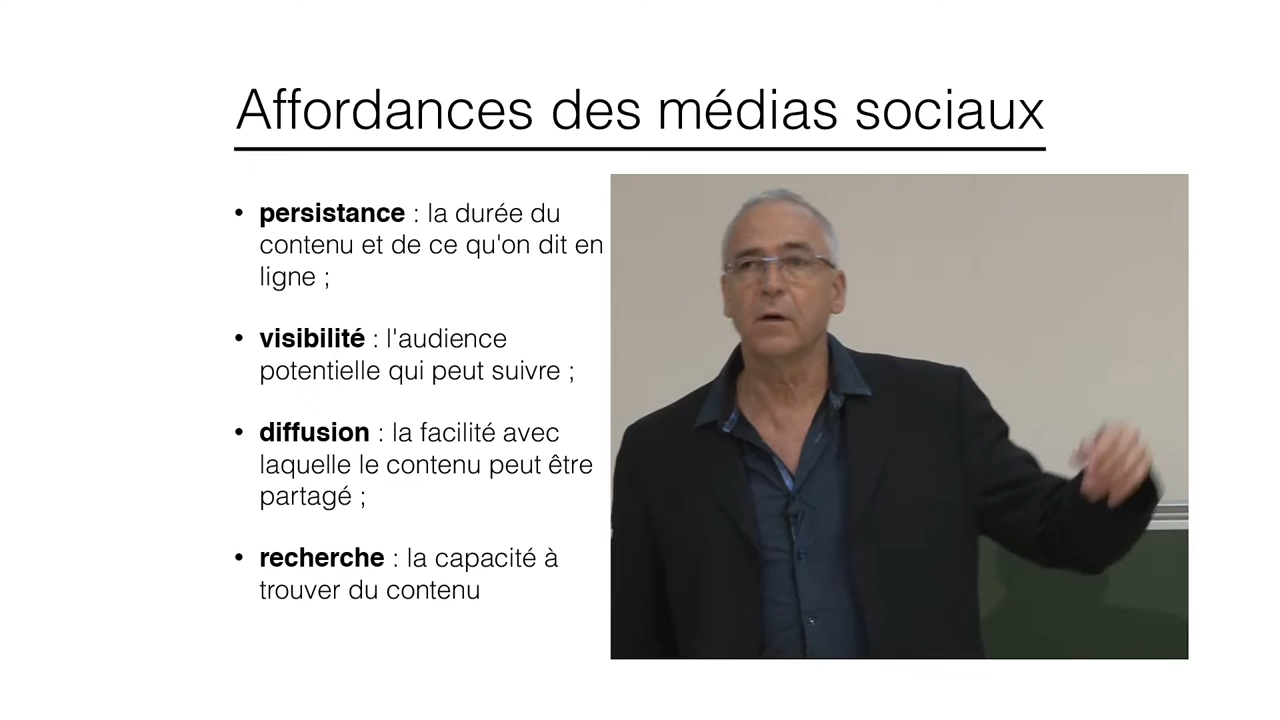 Affordances des médias sociaux
• persistance : la durée du
contenu et de ce qu'on dit en
ligne ;
• visibilité : l'audience
potentielle qui peut suivre ;
• diffusion : la facilité avec
laquelle le contenu peut être
partagé ;
• recherche : la capacité à
trouver du contenu